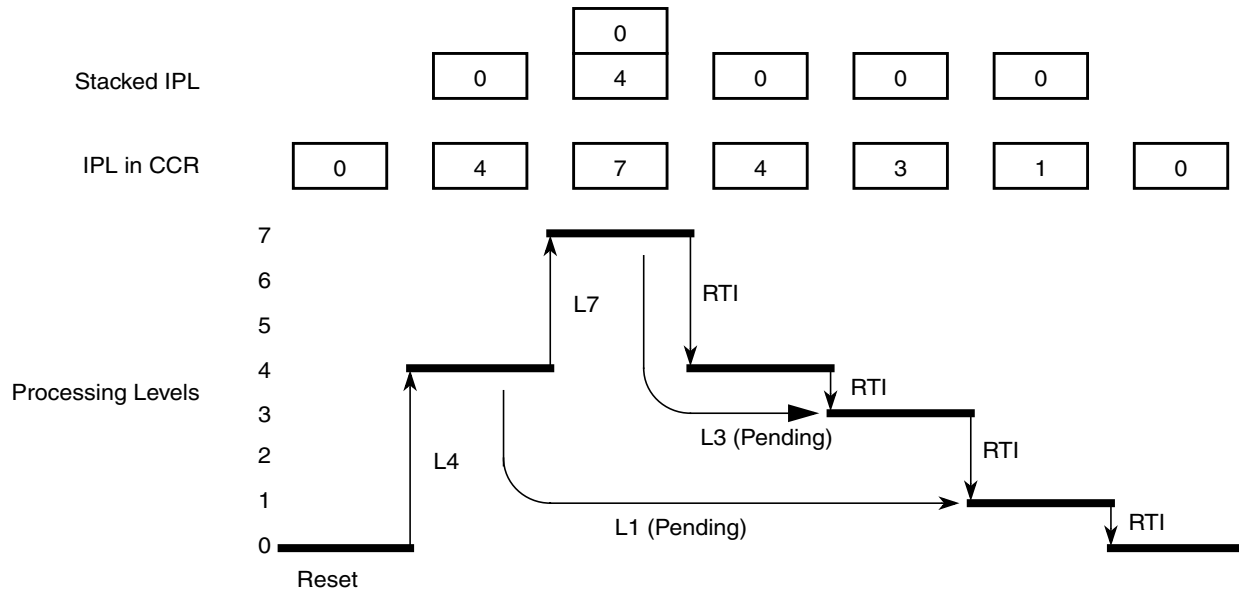 0
Stacked IPL 0 4 0 0 0
IPL in CCR 0 4 7 4 3 1 0
7
6
L7 RTI
5
4
Processing Levels RTI
3
L3 (Pending)
2
L4 RTI
1
L1 (Pending) RTI
0
Reset